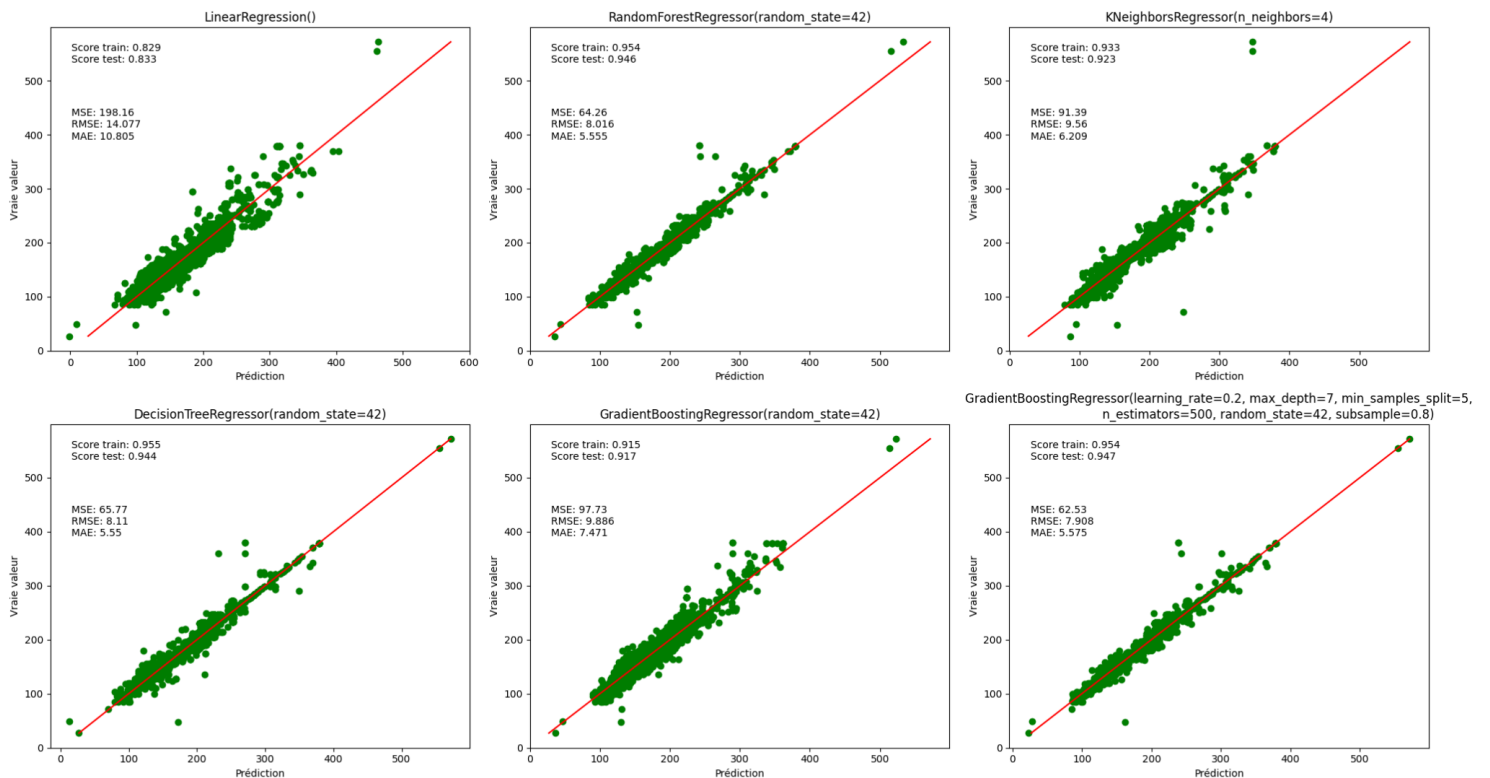 LinearRegression()
Score train: 0.829
Score test: 0.833
MSE: 198.16
RMSE: 14.077
MAE: 10.805
Vraie valeur
500
400
300
200
100
0
0 100 200 300 400 500 600
Prédiction
RandomForestRegressor(random_state=42)
Score train: 0.954
Score test: 0.946
MSE: 64.26
RMSE: 8.016
MAE: 5.555
Vraie valeur
500
400
300
200
100
0
0 100 200 300 400 500
Prédiction
KNeighborsRegressor(n_neighbors=4)
Score train: 0.933
Score test: 0.923
MSE: 91.39
RMSE: 9.56
MAE: 6.209
Vraie valeur
500
400
300
200
100
0
0 100 200 300 400 500
Prédiction
DecisionTreeRegressor(random_state=42)
Score train: 0.955
Score test: 0.944
MSE: 65.77
RMSE: 8.11
MAE: 5.55
Vraie valeur
500
400
300
200
100
0
0 100 200 300 400 500
Prédiction
GradientBoostingRegressor(random_state=42)
Score train: 0.915
Score test: 0.917
MSE: 97.73
RMSE: 9.886
MAE: 7.471
Vraie valeur
500
400
300
200
100
0
0 100 200 300 400 500
Prédiction
GradientBoostingRegressor(learning_rate=0.2, max_depth=7, min_samples_split=5,
n_estimators=500, random_state=42, subsample=0.8)
Score train: 0.954
Score test: 0.947
MSE: 62.53
RMSE: 7.908
MAE: 5.575
Vraie valeur
500
400
300
200
100
0
0 100 200 300 400 500
Prédiction